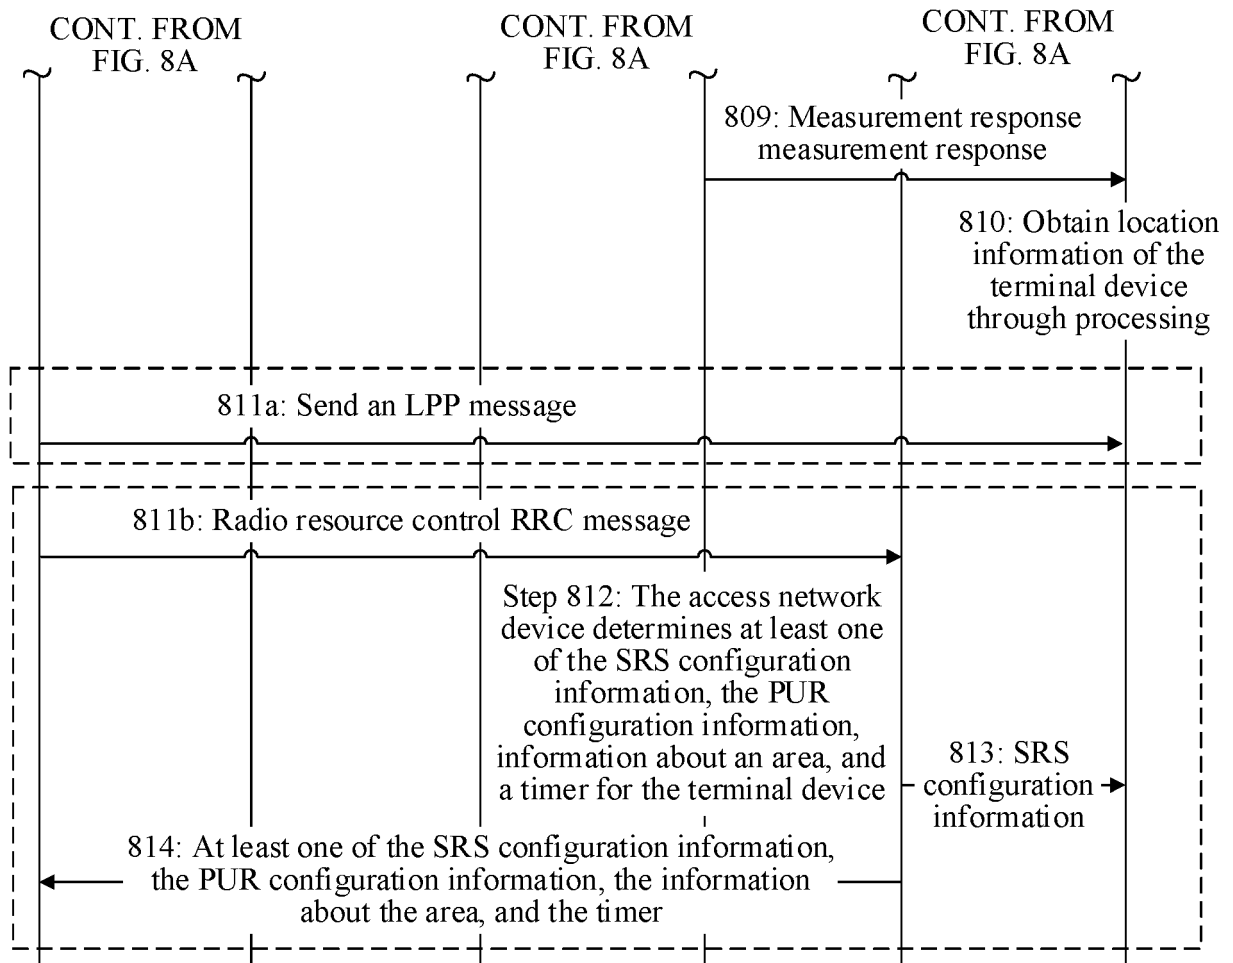 CONT. FROM
FIG. 8A
CONT. FROM
FIG. 8A
CONT. FROM
FIG. 8A
809: Measurement response
measurement response
810: Obtain location
information of the
terminal device
through processing
811a: Send an LPP message
811b: Radio resource control RRC message
Step 812: The access network
device determines at least one
of the SRS configuration
information, the PUR
configuration information,
information about an area, and
a timer for the terminal device
813: SRS
configuration
information
814: At least one of the SRS configuration information,
the PUR configuration information, the information
about the area, and the timer